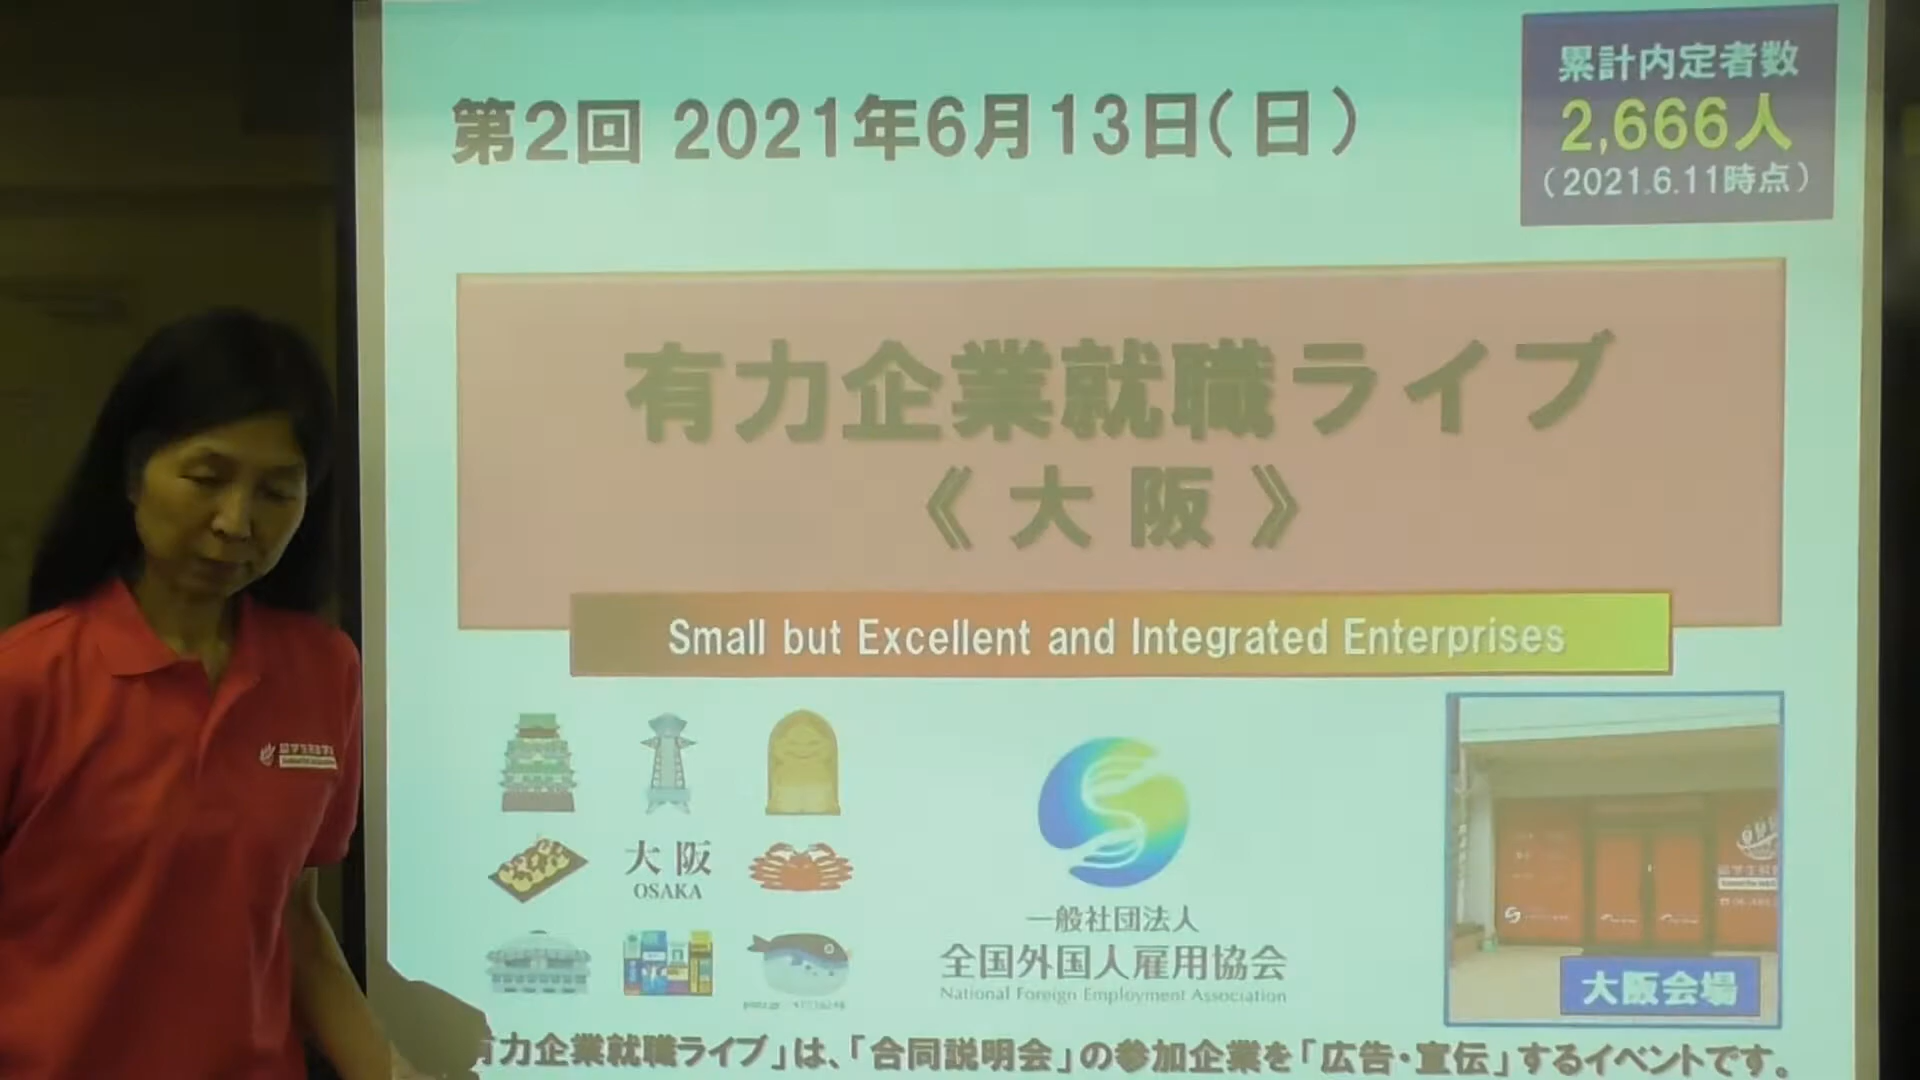 第2回 2021年6月13日(日)
累計内定者数
2,666人
(2021.6.11時点)
有力企業就職ライブ
《大阪》
Small but Excellent and Integrated Enterprises
大阪
OSAKA
一般社団法人
全国外国人雇用協会
National Foreign Employment Association
大阪会場
有力企業就職ライブ」は、「合同説明会」の参加企業を「広告・宣伝」するイベントです。